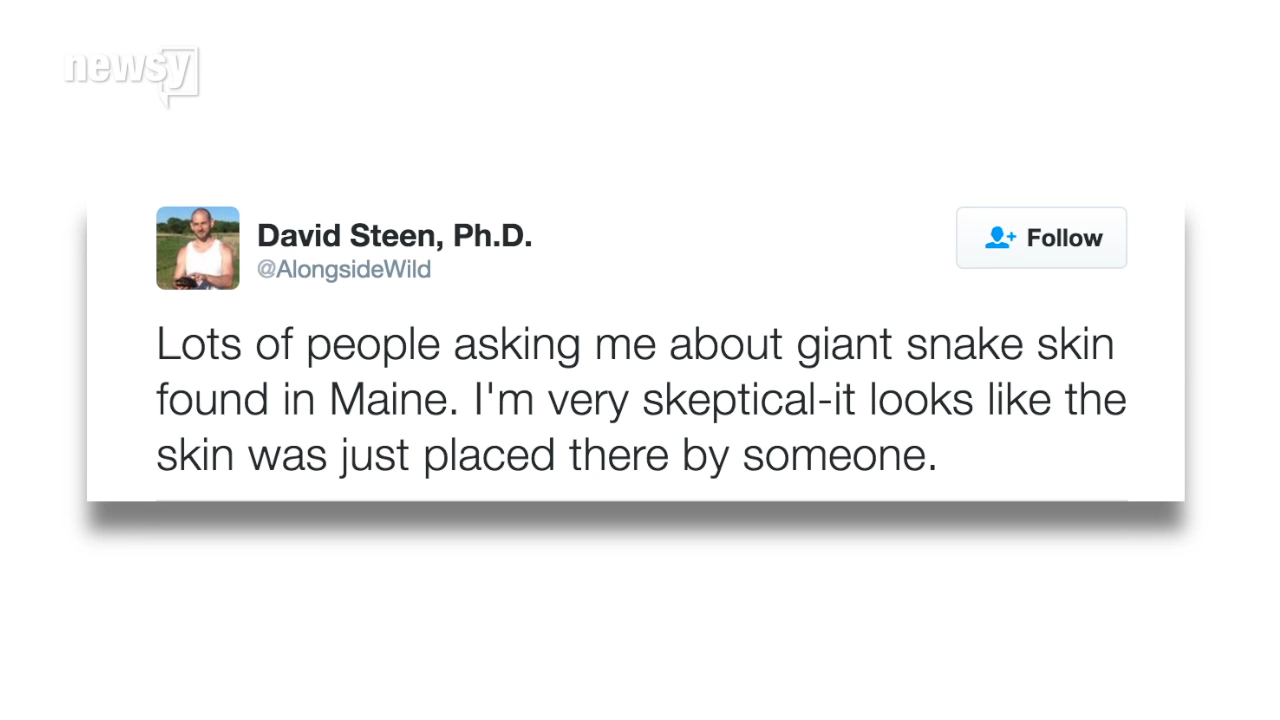 newsy
David Steen, Ph.D.
@AlongsideWild
Follow
Lots of people asking me about giant snake skin
found in Maine. I'm very skeptical-it looks like the
skin was just placed there by someone.